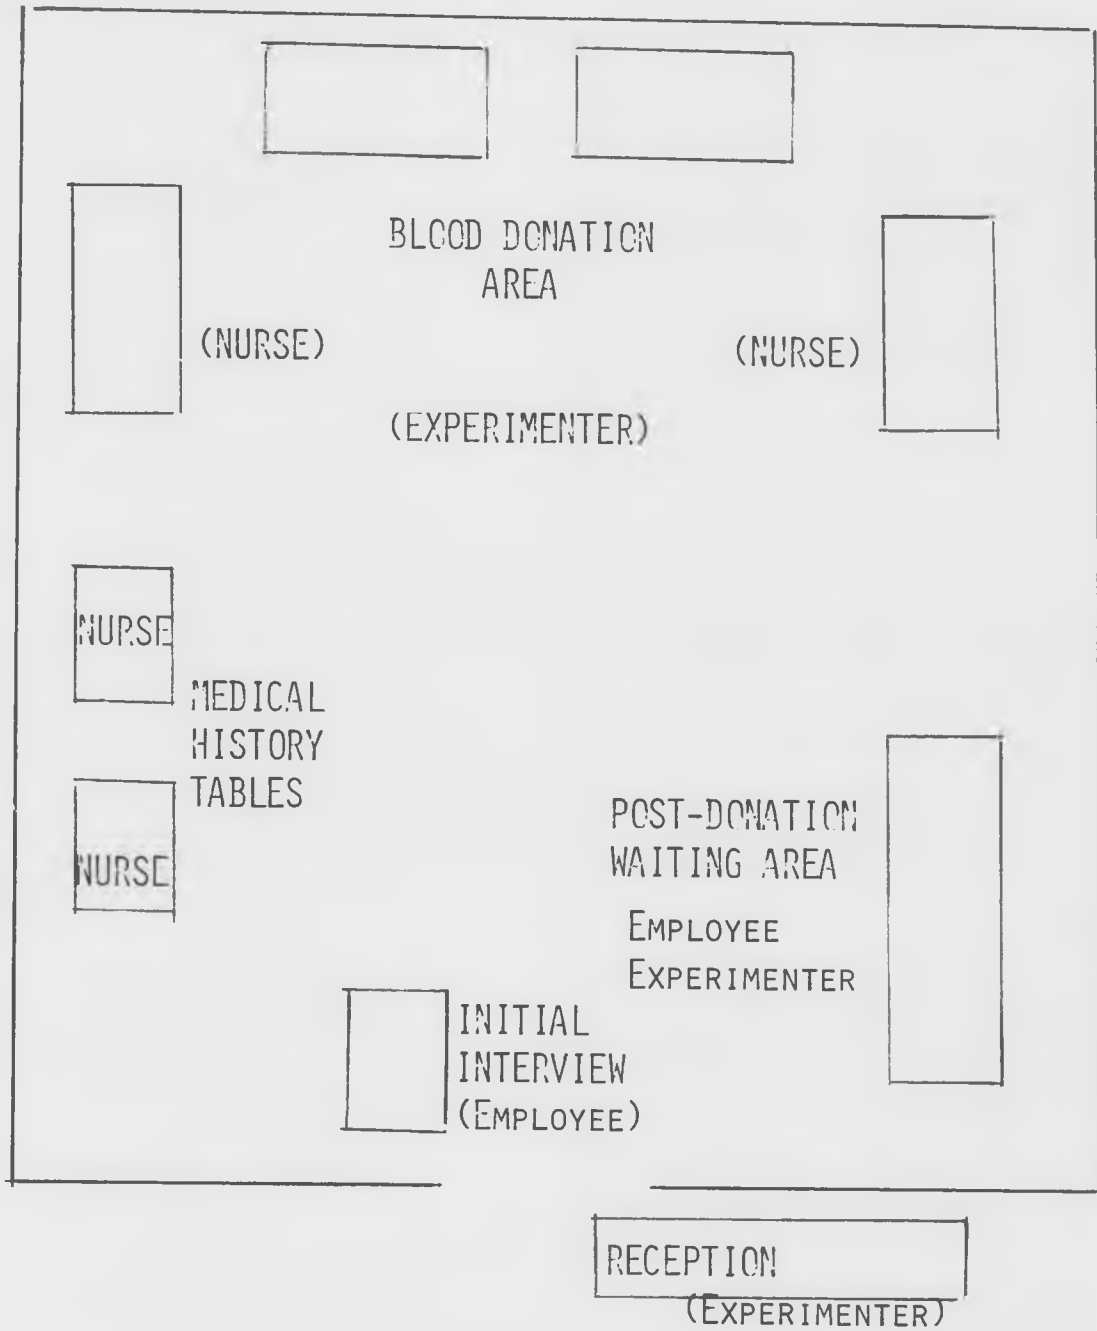 BLOOD DONATION
AREA
(NURSE)
(NURSE)
(EXPERIMENTER)
NURSE
MEDICAL
HISTORY
TABLES
NURSE
POST-DONATION
WAITING AREA
EMPLOYEE
EXPERIMENTER
INITIAL
INTERVIEW
(EMPLOYEE)
RECEPTION
(EXPERIMENTER)